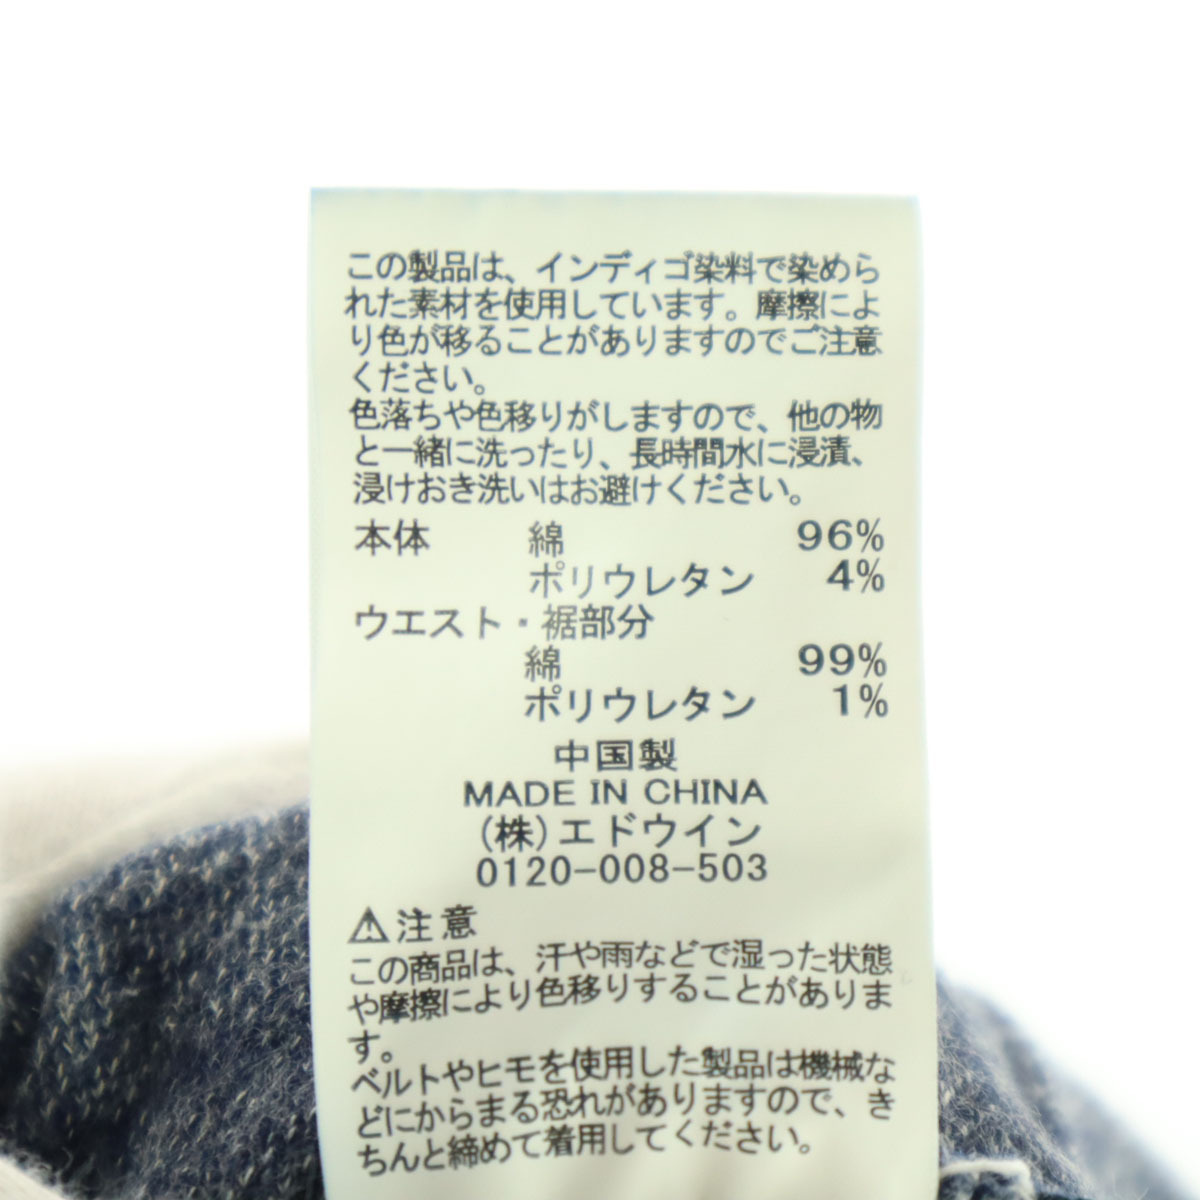 この製品は、インディゴ染料で染めら
れた素材を使用しています。摩擦によ
り色が移ることがありますのでご注意
ください。
色落ちや色移りがしますので、他の物
と一緒に洗ったり、長時間水に浸漬、
浸けおき洗いはお避けください。
本体 綿 96%
ポリウレタン 4%
ウエスト・裾部分
綿 99%
ポリウレタン 1%
中国製
MADE IN CHINA
(株)エドウイン
0120-008-503
⚠注意
この商品は、汗や雨などで湿った状態
や摩擦により色移りすることがありま
す。
ベルトやヒモを使用した製品は機械な
どにからまる恐れがありますので、き
ちんと締めて着用してください。